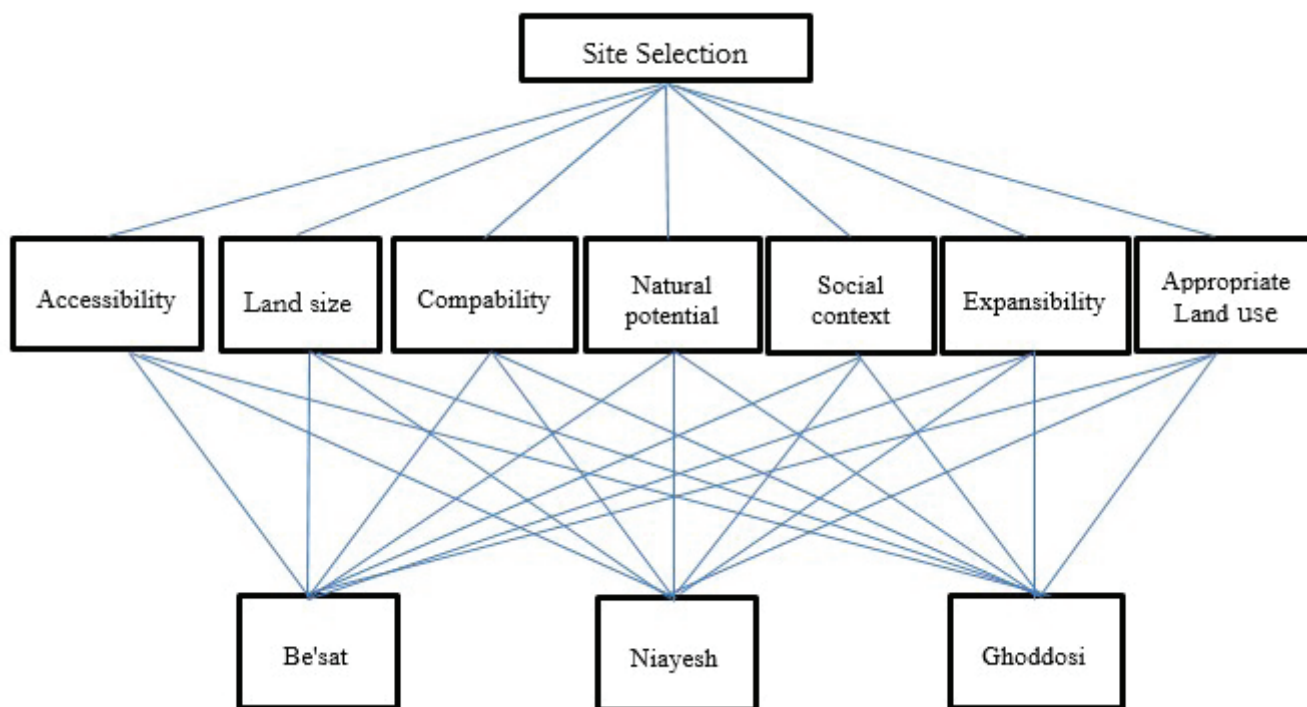 Site Selection
Accessibility
Land size
Compability
Natural
potential
Social
context
Expansibility
Appropriate
Land use
Be'sat
Niayesh
Ghoddosi